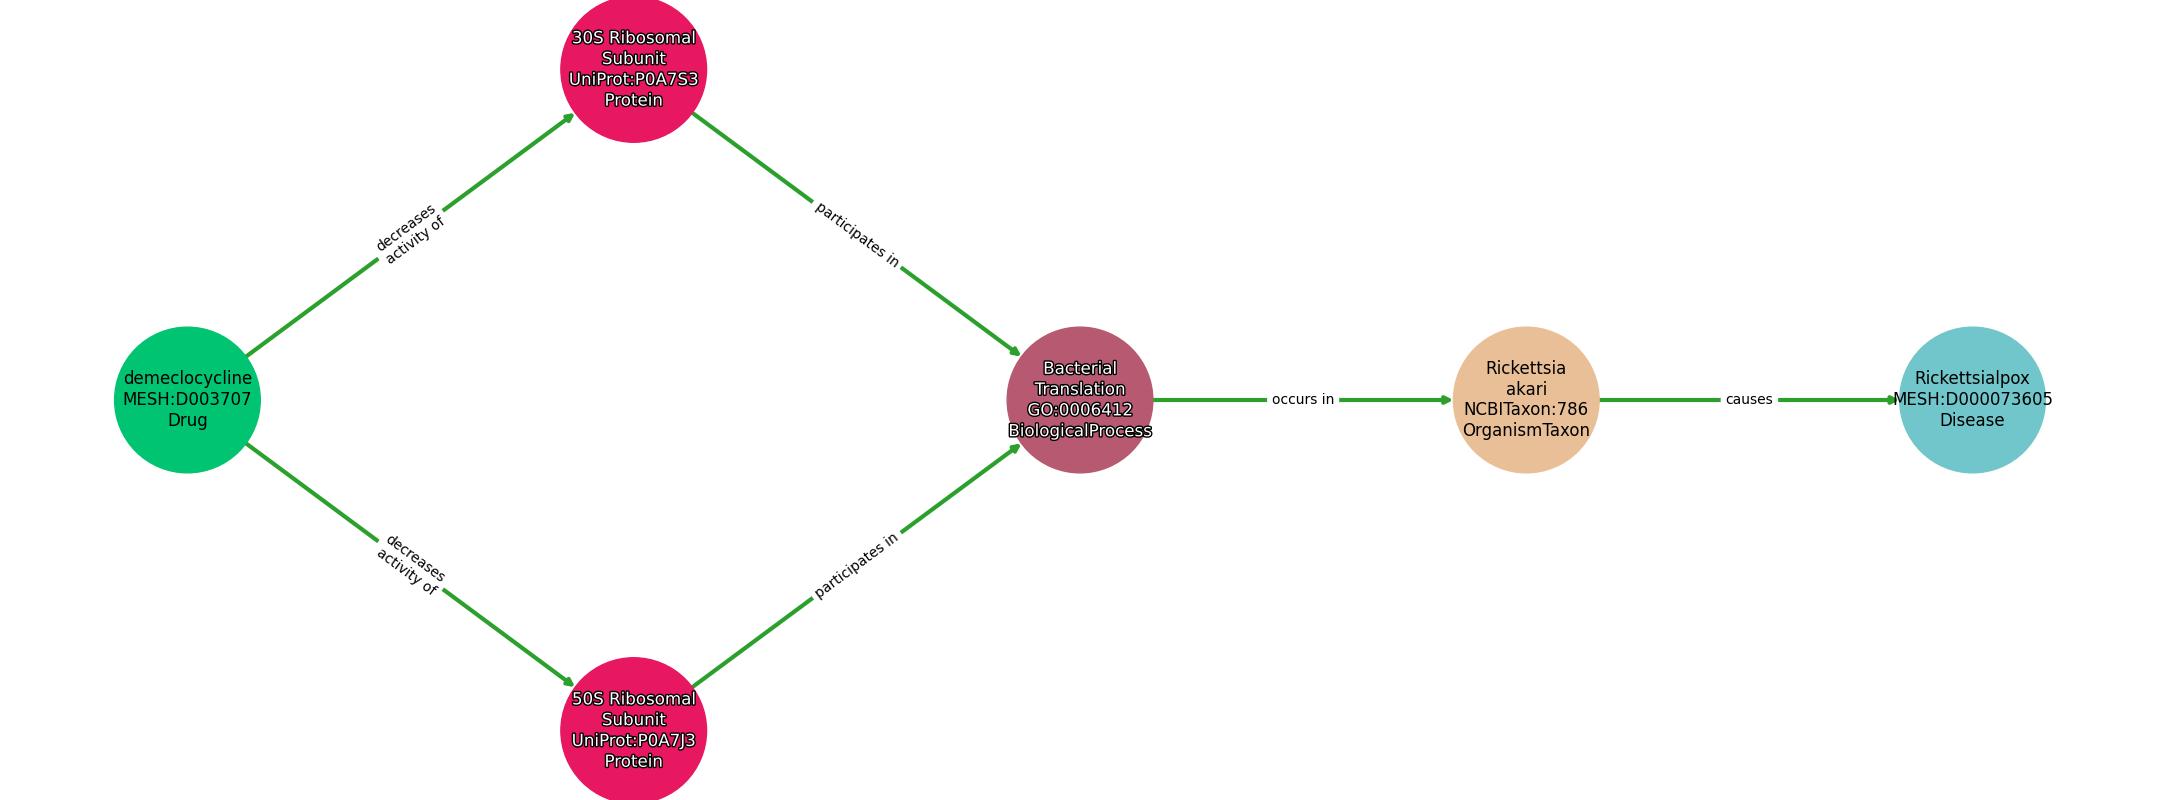 30S Ribosomal
Subunit
UniProt:P0A7S3
Protein
decreases
activity of
participates in
demeclocycline
MESH:D003707
Drug
Bacterial
Translation
GO:0006412
BiologicalProcess
occurs in
Rickettsia
akari
NCBITaxon:786
OrganismTaxon
causes
Rickettsialpox
MESH:D000073605
Disease
decreases
activity of
participates in
50S Ribosomal
Subunit
UniProt:P0A7J3
Protein